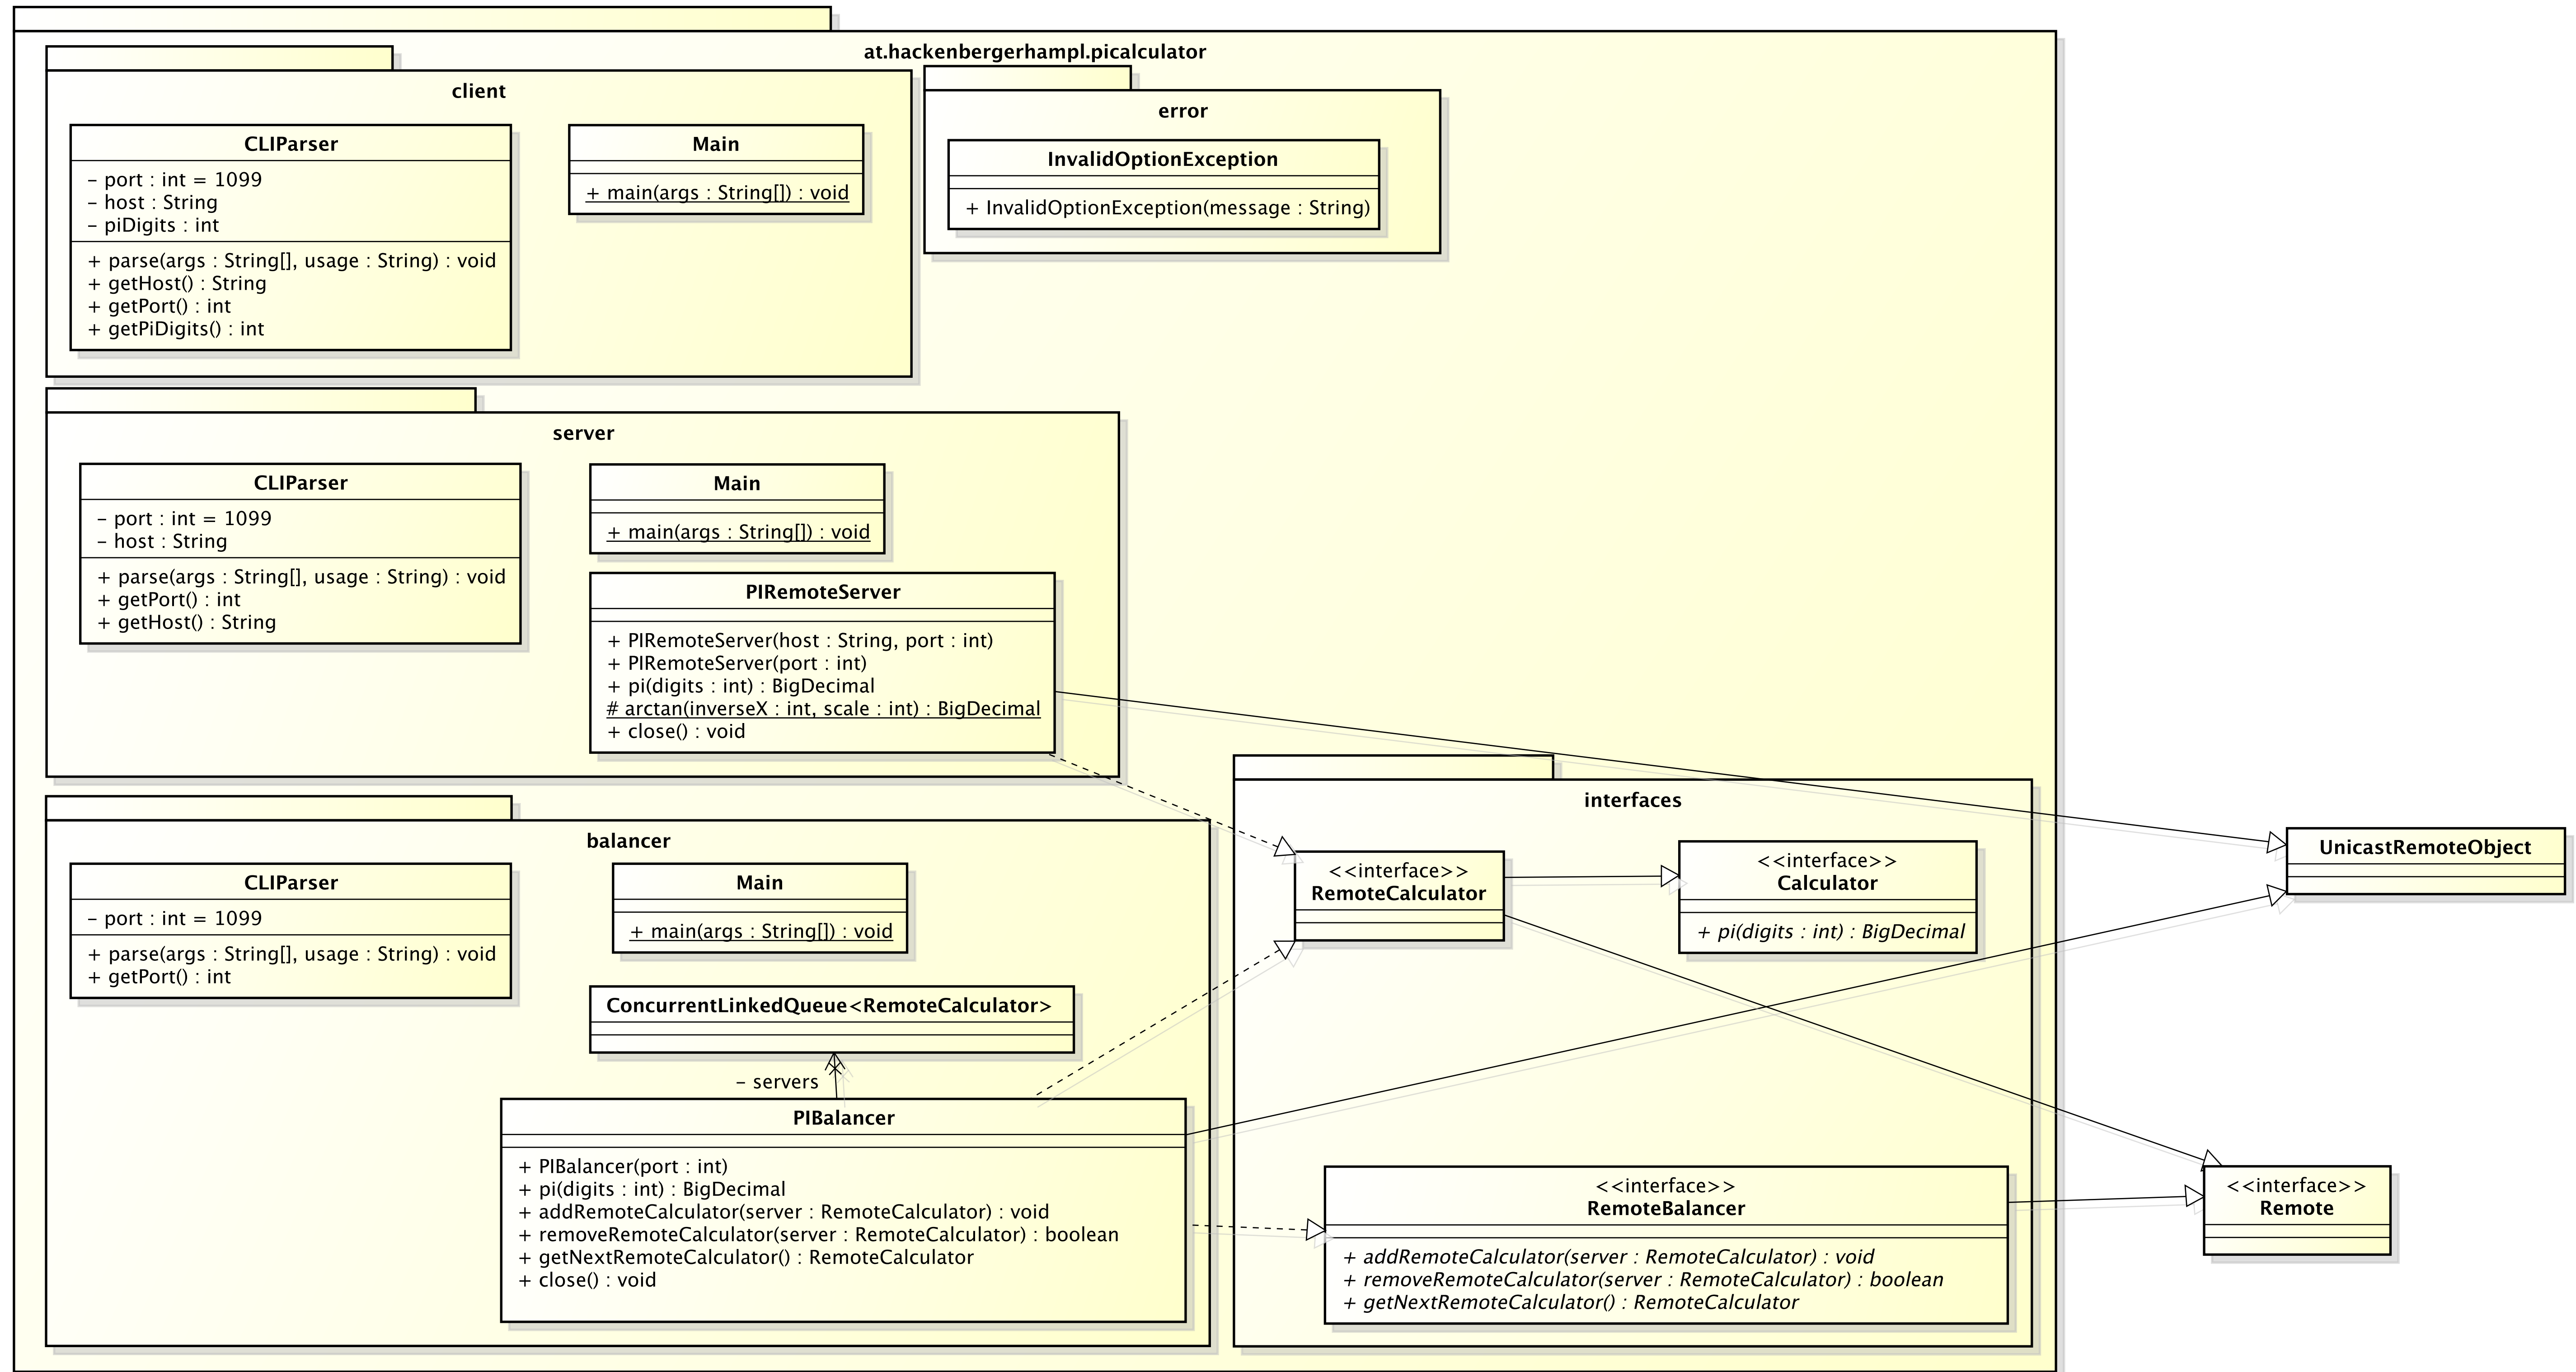 at.hackenbergerhampl.picalculator
client
CLIParser
– port : int = 1099
– host : String
– piDigits : int
+ parse(args : String[], usage : String) : void
+ getHost() : String
+ getPort() : int
+ getPiDigits() : int
Main
+ main(args : String[]) : void
error
InvalidOptionException
+ InvalidOptionException(message : String)
server
CLIParser
– port : int = 1099
– host : String
+ parse(args : String[], usage : String) : void
+ getPort() : int
+ getHost() : String
Main
+ main(args : String[]) : void
PIRemoteServer
+ PIRemoteServer(host : String, port : int)
+ PIRemoteServer(port : int)
+ pi(digits : int) : BigDecimal
# arctan(inverseX : int, scale : int) : BigDecimal
+ close() : void
balancer
CLIParser
– port : int = 1099
+ parse(args : String[], usage : String) : void
+ getPort() : int
Main
+ main(args : String[]) : void
ConcurrentLinkedQueue<RemoteCalculator>
– servers
PIBalancer
+ PIBalancer(port : int)
+ pi(digits : int) : BigDecimal
+ addRemoteCalculator(server : RemoteCalculator) : void
+ removeRemoteCalculator(server : RemoteCalculator) : boolean
+ getNextRemoteCalculator() : RemoteCalculator
+ close() : void
interfaces
<<interface>>
RemoteCalculator
<<interface>>
Calculator
+ pi(digits : int) : BigDecimal
<<interface>>
RemoteBalancer
+ addRemoteCalculator(server : RemoteCalculator) : void
+ removeRemoteCalculator(server : RemoteCalculator) : boolean
+ getNextRemoteCalculator() : RemoteCalculator
UnicastRemoteObject
<<interface>>
Remote